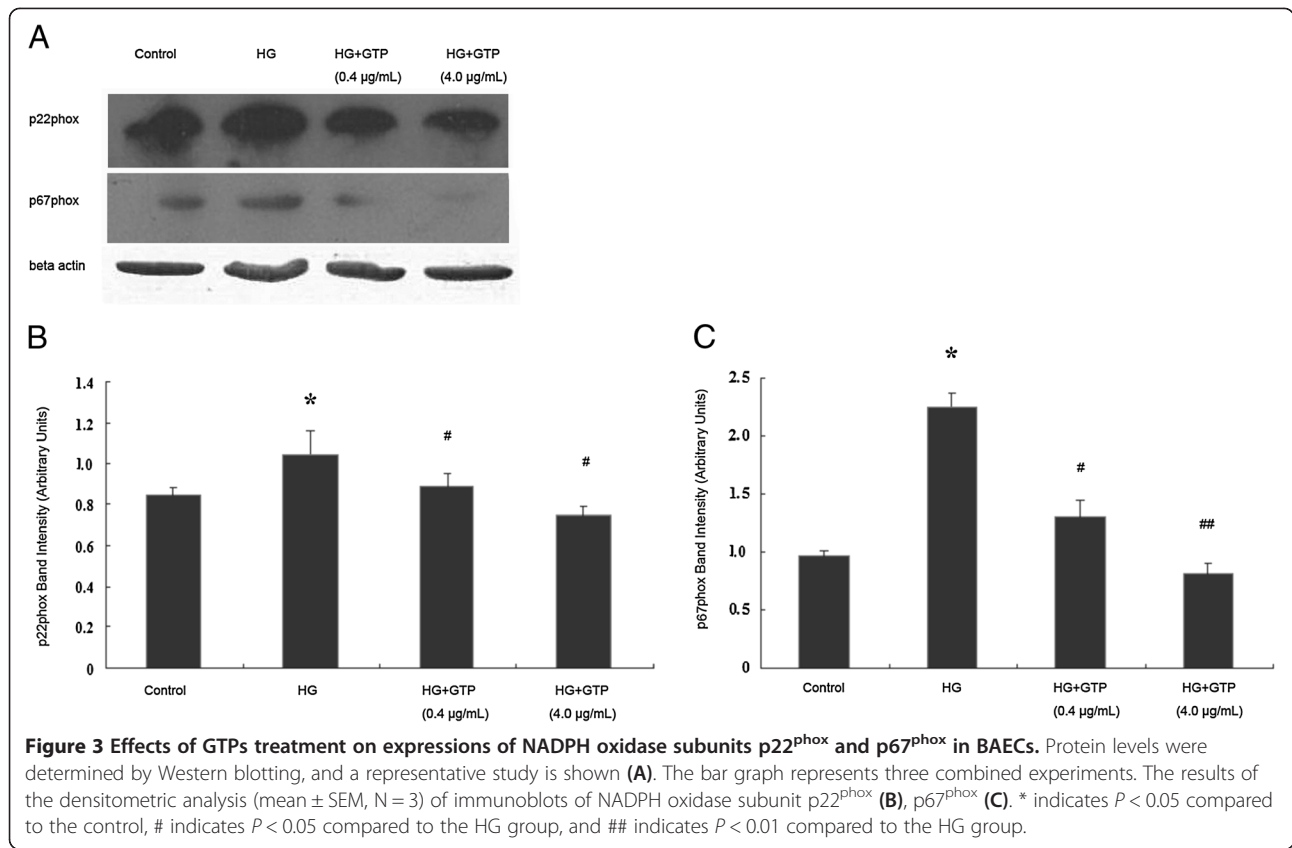 A
Control HG HG+GTP HG+GTP
(0.4 µg/mL) (4.0 µg/mL)
p22phox
p67phox
beta actin
B
p22phox Band Intensity (Arbitrary Units)
1.4
1.2
1.0
0.8
0.6
0.4
0.2
0
*
#
#
Control HG HG+GTP HG+GTP
(0.4 µg/mL) (4.0 µg/mL)
C
p67phox Band Intensity (Arbitrary Units)
2.5
2.0
1.5
1.0
0.5
0
*
#
##
Control HG HG+GTP HG+GTP
(0.4 µg/mL) (4.0 µg/mL)
Figure 3 Effects of GTPs treatment on expressions of NADPH oxidase subunits p22^phox and p67^phox in BAECs. Protein levels were
determined by Western blotting, and a representative study is shown (A). The bar graph represents three combined experiments. The results of
the densitometric analysis (mean ± SEM, N = 3) of immunoblots of NADPH oxidase subunit p22^phox (B), p67^phox (C). * indicates P < 0.05 compared
to the control, # indicates P < 0.05 compared to the HG group, and ## indicates P < 0.01 compared to the HG group.